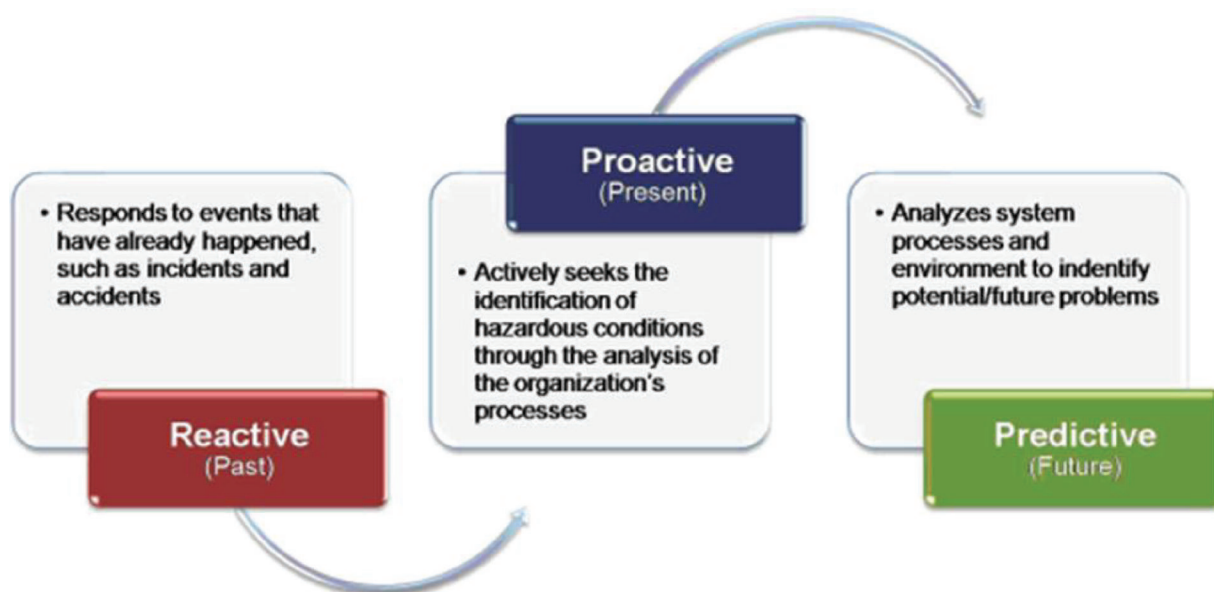 • Responds to events that
have already happened,
such as incidents and
accidents
Reactive
(Past)
Proactive
(Present)
• Actively seeks the
identification of
hazardous conditions
through the analysis of
the organization's
processes
• Analyzes system
processes and
environment to indentify
potential/future problems
Predictive
(Future)